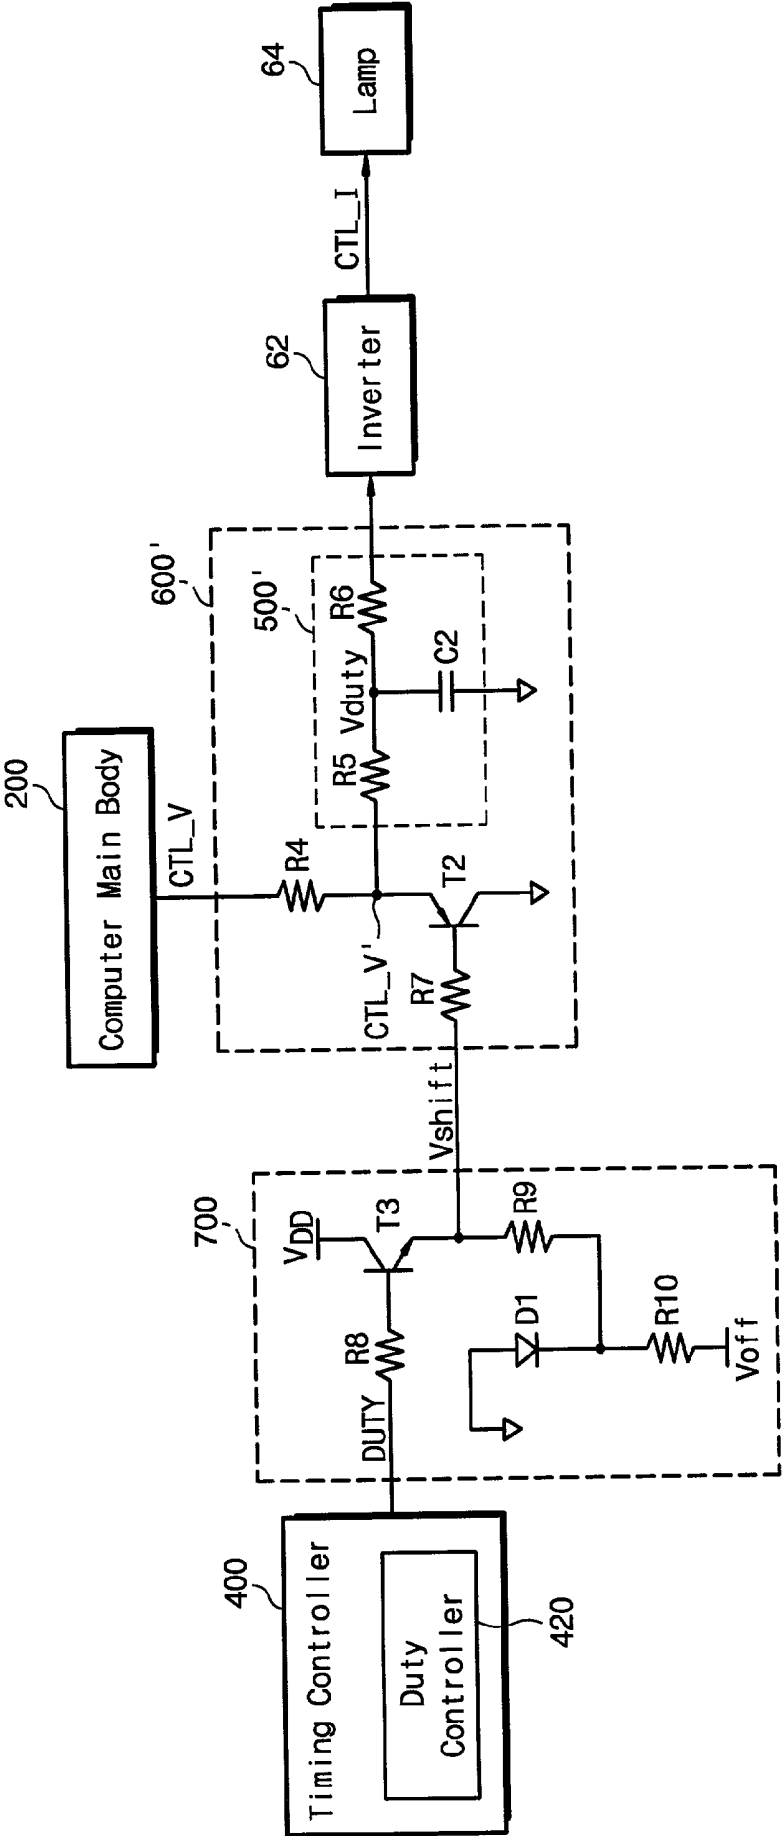 400
Timing Controller
Duty
Controller
420
DUTY
700
R8
VDD
T3
D1
R9
R10
Voff
Vshift
200
Computer Main Body
CTL_V
600'
R4
CTL_V'
R7
T2
500'
R5
Vduty
R6
C2
62
Inverter
CTL_I
64
Lamp